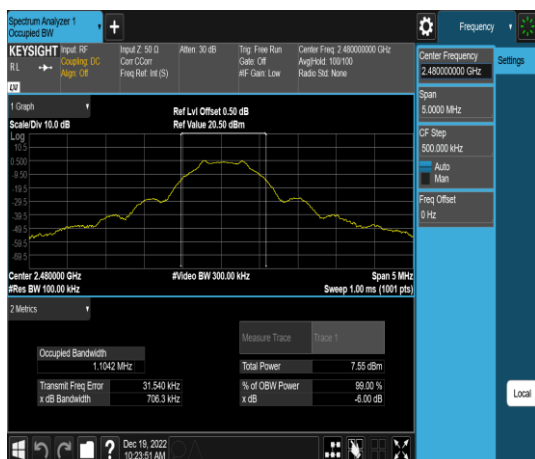 Spectrum Analyzer 1
Occupied BW
Frequency
KEYSIGHT
R L
Input: RF
Coupling: DC
Align: Off
Input Z: 50 Ω
Corr CCorr
Freq Ref: Int (S)
Atten: 30 dB
Trig: Free Run
Gate: Off
#IF Gain: Low
Center Freq: 2.480000000 GHz
Avg|Hold: 100/100
Radio Std: None
LW
1 Graph
Scale/Div 10.0 dB
Ref Lvl Offset 0.50 dB
Ref Value 20.50 dBm
Log
10.5
0.500
-9.50
-19.5
-29.5
-39.5
-49.5
-59.5
-69.5
Center 2.480000 GHz
#Res BW 100.00 kHz
#Video BW 300.00 kHz
Span 5 MHz
Sweep 1.00 ms (1001 pts)
2 Metrics
Measure Trace
Trace 1
Occupied Bandwidth
1.1042 MHz
Total Power
7.55 dBm
Transmit Freq Error
31.540 kHz
% of OBW Power
99.00 %
x dB Bandwidth
706.3 kHz
x dB
-6.00 dB
Dec 19, 2022
10:23:51 AM
Center Frequency
2.480000000 GHz
Settings
Span
5.0000 MHz
CF Step
500.000 kHz
Auto
Man
Freq Offset
0 Hz
Local